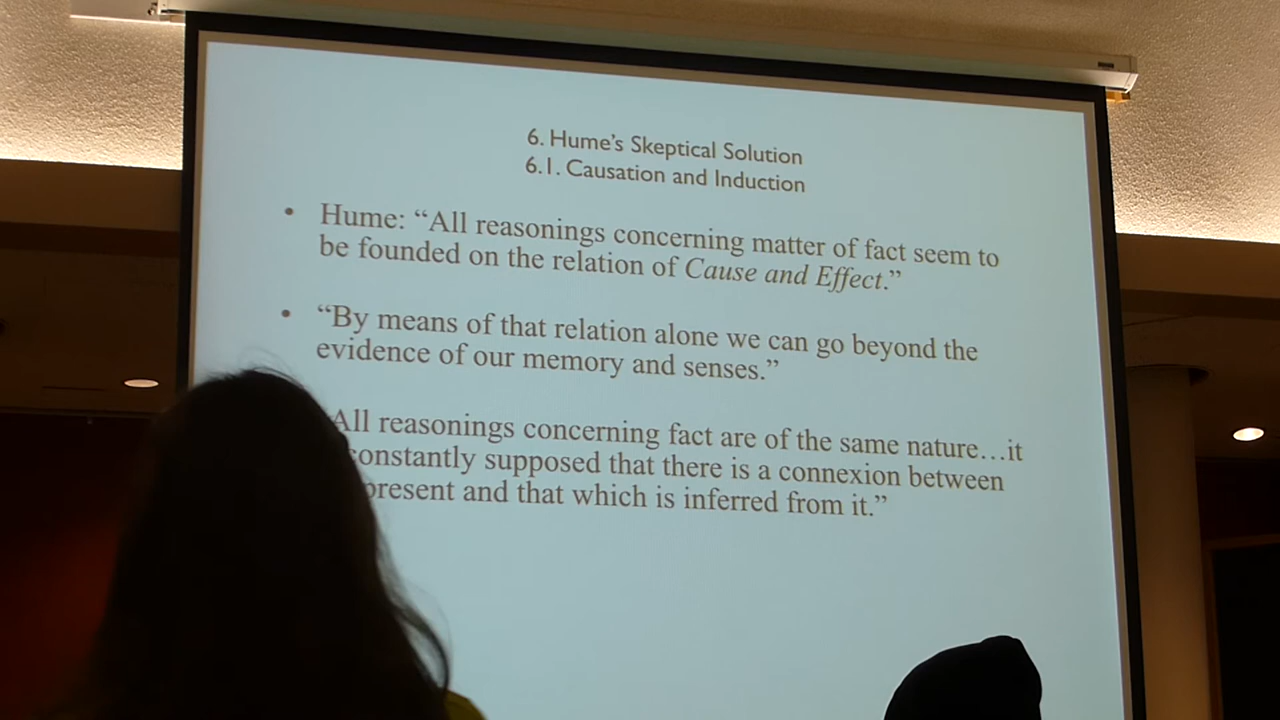 6. Hume's Skeptical Solution
6.1. Causation and Induction
• Hume: “All reasonings concerning matter of fact seem to
be founded on the relation of Cause and Effect.”
• “By means of that relation alone we can go beyond the
evidence of our memory and senses.”
All reasonings concerning fact are of the same nature…it
constantly supposed that there is a connexion between
present and that which is inferred from it.”